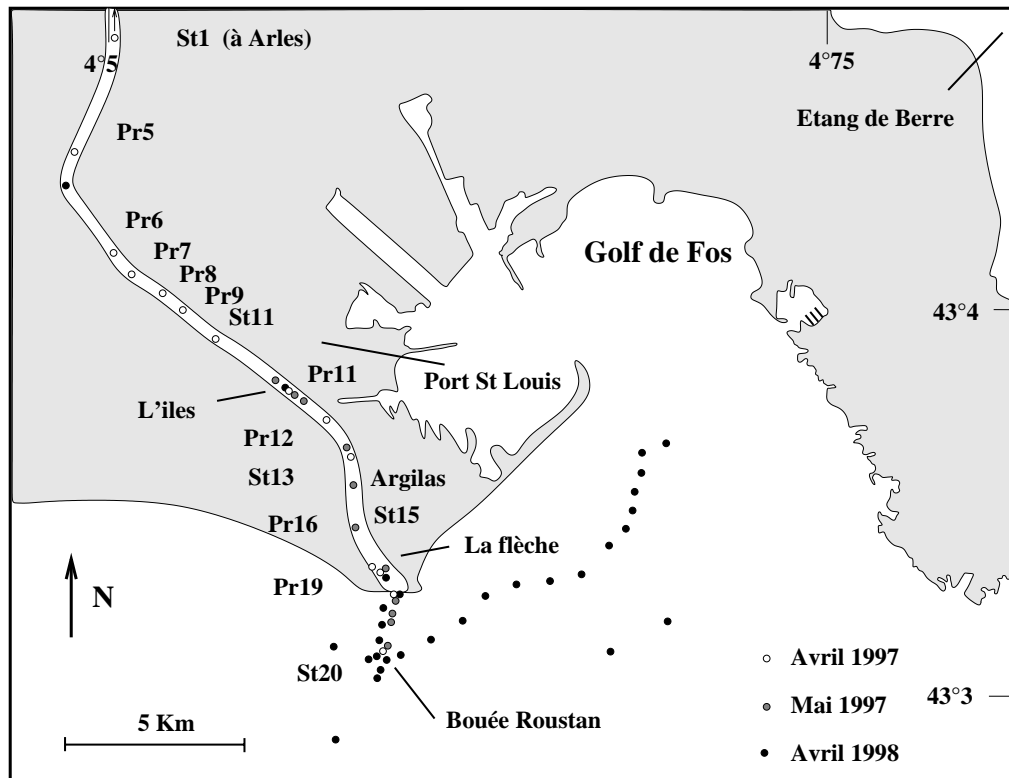 St1 (à Arles)
4°5
4°75
Etang de Berre
Pr5
Pr6
Pr7
Pr8
Pr9
St11
Golf de Fos
43°4
Pr11
Port St Louis
L'iles
Pr12
St13
Argilas
St15
Pr16
La flèche
Pr19
N
St20
Bouée Roustan
5 Km
Avril 1997
Mai 1997
Avril 1998
43°3